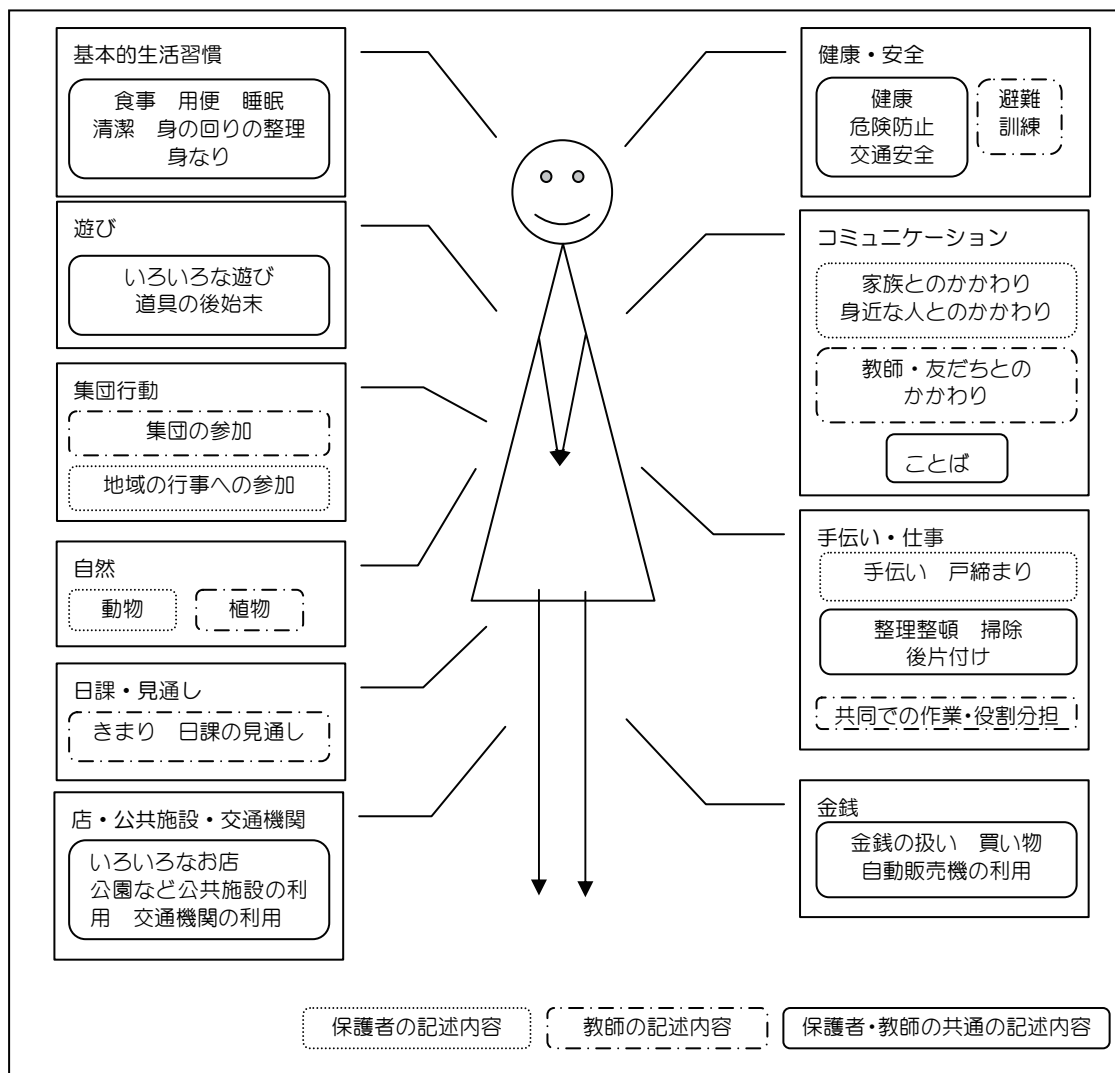 基本的生活習慣
食事　用便　睡眠
清潔　身の回りの整理
身なり
遊び
いろいろな遊び
道具の後始末
集団行動
集団の参加
地域の行事への参加
自然
動物
植物
日課・見通し
きまり　日課の見通し
店・公共施設・交通機関
いろいろなお店
公園など公共施設の利
用　交通機関の利用
健康・安全
健康
危険防止
交通安全
避難
訓練
コミュニケーション
家族とのかかわり
身近な人とのかかわり
教師・友だちとの
かかわり
ことば
手伝い・仕事
手伝い　戸締まり
整理整頓　掃除
後片付け
共同での作業・役割分担
金銭
金銭の扱い　買い物
自動販売機の利用
保護者の記述内容
教師の記述内容
保護者・教師の共通の記述内容